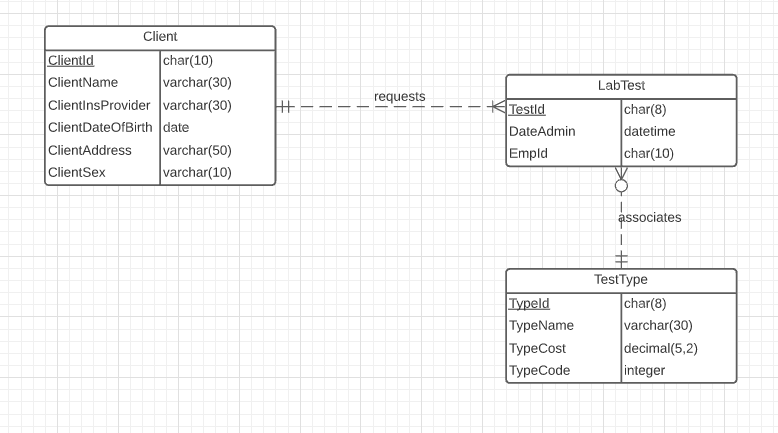 Client
ClientId char(10)
ClientName varchar(30)
ClientInsProvider varchar(30)
ClientDateOfBirth date
ClientAddress varchar(50)
ClientSex varchar(10)
requests
LabTest
TestId char(8)
DateAdmin datetime
EmpId char(10)
associates
TestType
TypeId char(8)
TypeName varchar(30)
TypeCost decimal(5,2)
TypeCode integer